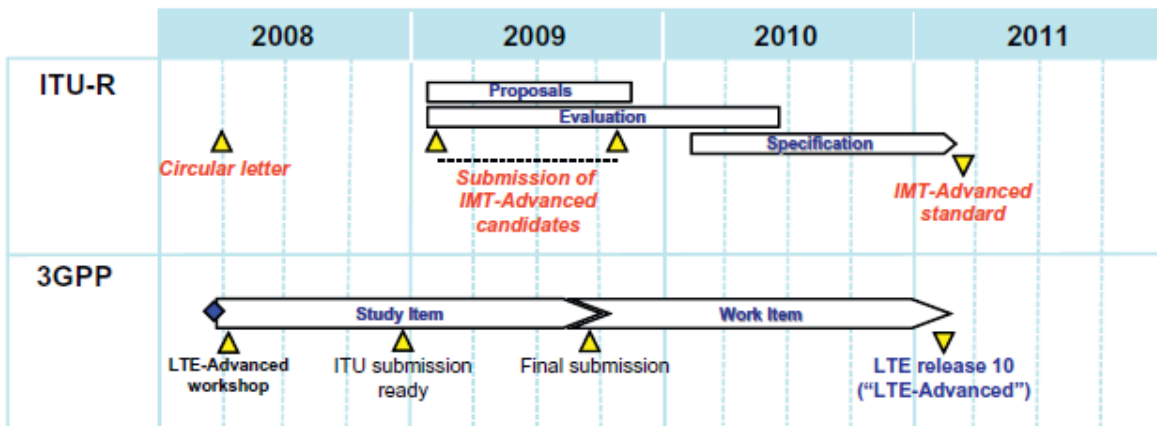 2008 2009 2010 2011
ITU-R
Proposals
Evaluation
Specification
Circular letter
Submission of
IMT-Advanced
candidates
IMT-Advanced
standard
3GPP
Study Item
Work Item
LTE-Advanced
workshop
ITU submission
ready
Final submission
LTE release 10
(“LTE-Advanced”)